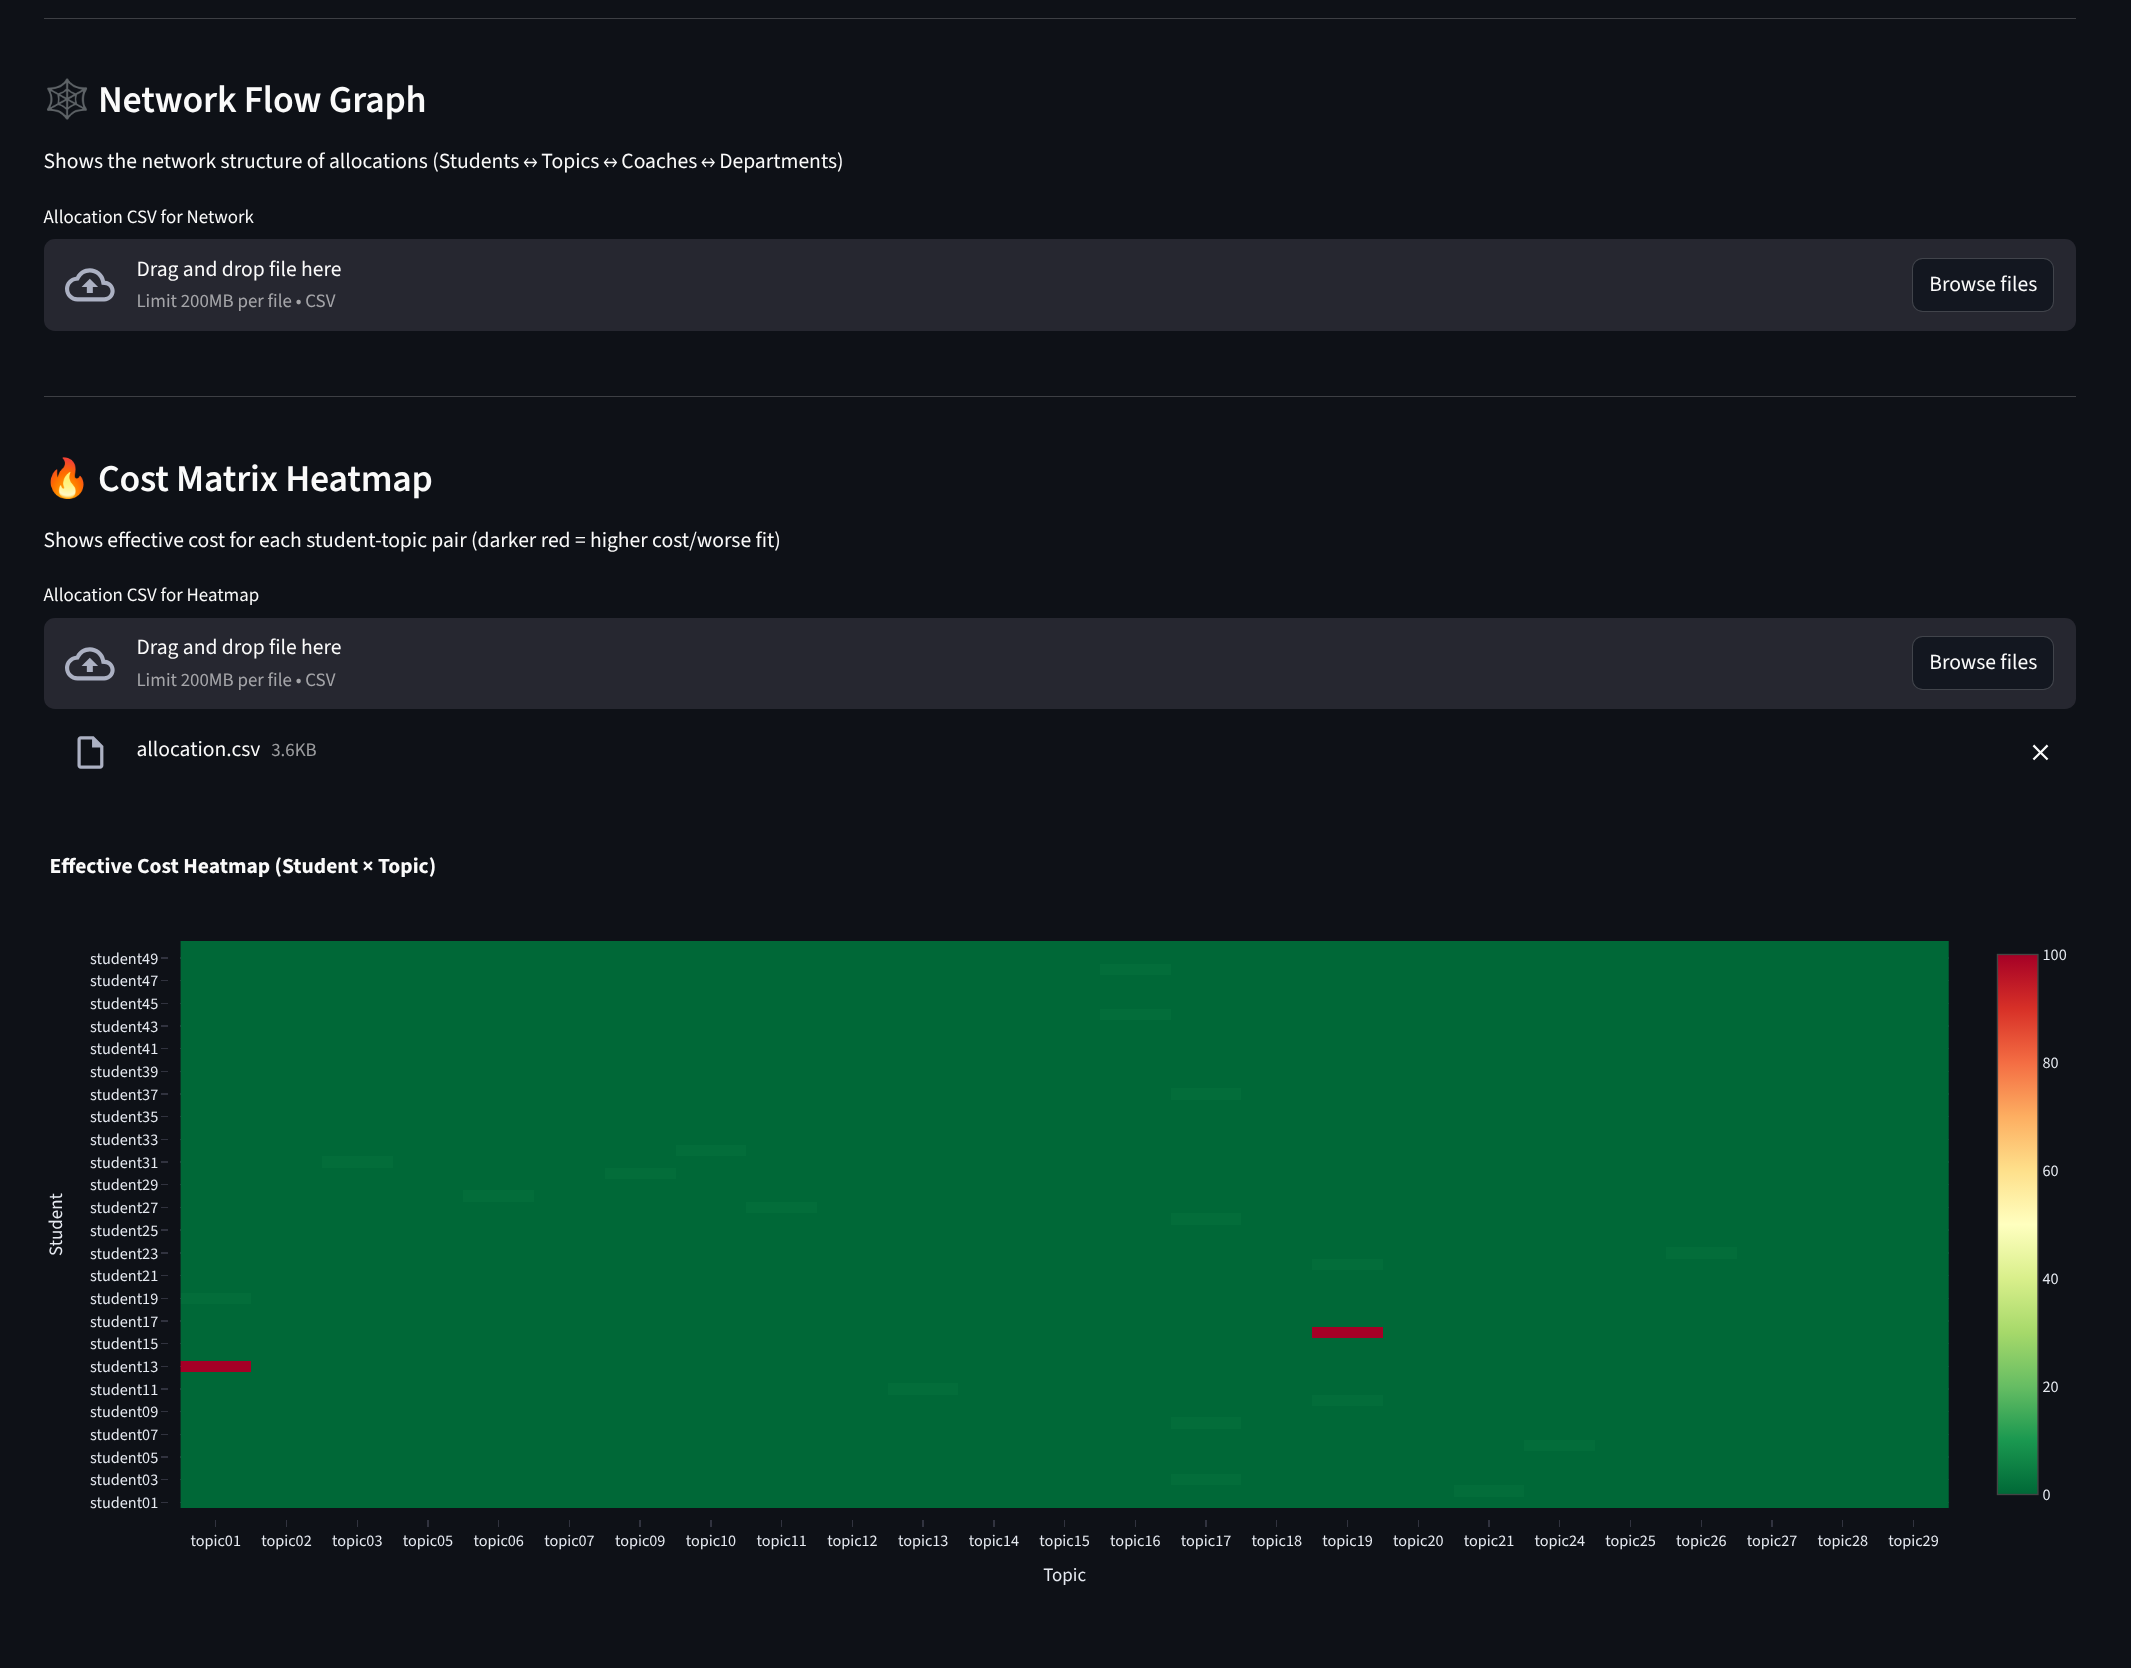 Network Flow Graph
Shows the network structure of allocations (Students ↔ Topics ↔ Coaches ↔ Departments)
Allocation CSV for Network
Drag and drop file here
Limit 200MB per file • CSV
Browse files
Cost Matrix Heatmap
Shows effective cost for each student-topic pair (darker red = higher cost/worse fit)
Allocation CSV for Heatmap
Drag and drop file here
Limit 200MB per file • CSV
Browse files
allocation.csv 3.6KB
Effective Cost Heatmap (Student × Topic)
student49
student47
student45
student43
student41
student39
student37
student35
student33
student31
student29
student27
student25
student23
student21
student19
student17
student15
student13
student11
student09
student07
student05
student03
student01
Student
topic01 topic02 topic03 topic05 topic06 topic07 topic09 topic10 topic11 topic12 topic13 topic14 topic15 topic16 topic17 topic18 topic19 topic20 topic21 topic24 topic25 topic26 topic27 topic28 topic29
Topic
100
80
60
40
20
0